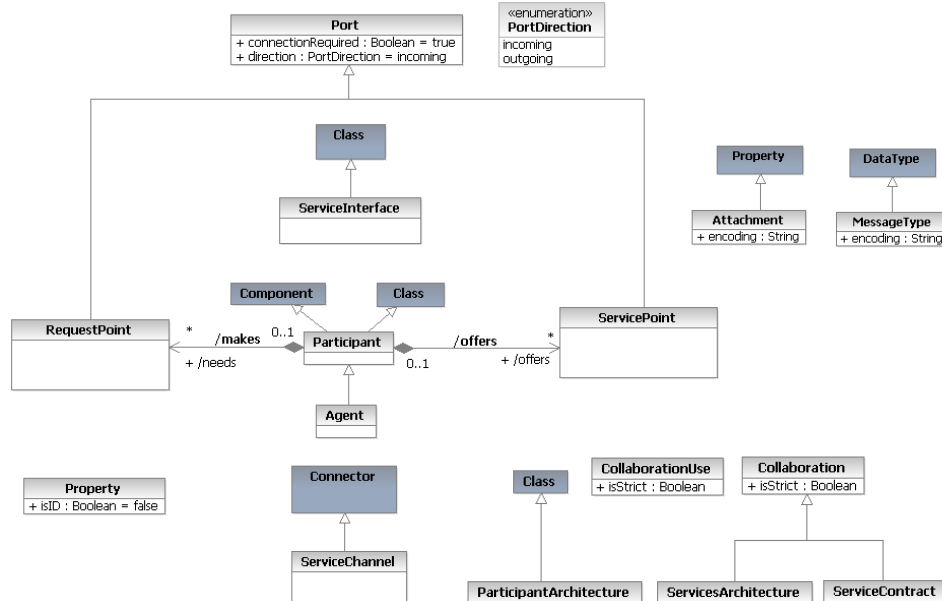 Port
+ connectionRequired : Boolean = true
+ direction : PortDirection = incoming
«enumeration»
PortDirection
incoming
outgoing
Class
ServiceInterface
Property
Attachment
+ encoding : String
DataType
MessageType
+ encoding : String
Component
Class
RequestPoint
*
/makes
0..1
+ /needs
Participant
/offers
*
0..1
+ /offers
ServicePoint
Agent
Property
+ isID : Boolean = false
Connector
ServiceChannel
Class
ParticipantArchitecture
CollaborationUse
+ isStrict : Boolean
Collaboration
+ isStrict : Boolean
ServicesArchitecture
ServiceContract